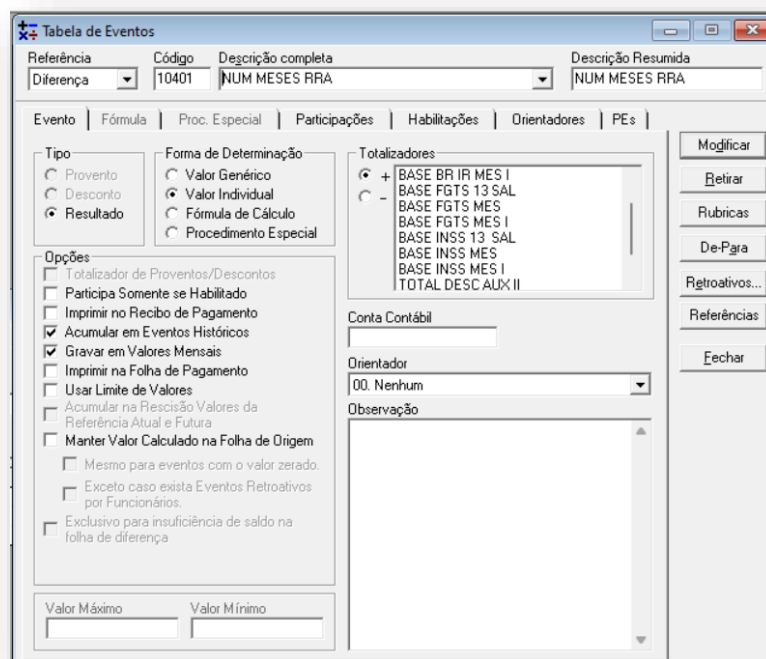 Tabela de Eventos
Referência Código Descrição completa Descrição Resumida
Diferença 10401 NUM MESES RRA NUM MESES RRA
Evento Fórmula Proc. Especial Participações Habilitações Orientadores PEs
Tipo
Provento
Desconto
Resultado
Forma de Determinação
Valor Genérico
Valor Individual
Fórmula de Cálculo
Procedimento Especial
Totalizadores
+
-
BASE BR IR MES I
BASE FGTS 13 SAL
BASE FGTS MES
BASE FGTS MES I
BASE INSS 13 SAL
BASE INSS MES
BASE INSS MES I
TOTAL DESC AUX II
Opções
Totalizador de Proventos/Descontos
Participa Somente se Habilitado
Imprimir no Recibo de Pagamento
Acumular em Eventos Históricos
Gravar em Valores Mensais
Imprimir na Folha de Pagamento
Usar Limite de Valores
Acumular na Rescisão Valores da
Referência Atual e Futura
Manter Valor Calculado na Folha de Origem
Mesmo para eventos com o valor zerado.
Exceto caso exista Eventos Retroativos
por Funcionários.
Exclusivo para insuficiência de saldo na
folha de diferença
Valor Máximo Valor Mínimo
Conta Contábil
Orientador
00. Nenhum
Observação
Modificar
Retirar
Rubricas
De-Para
Retroativos...
Referências
Fechar